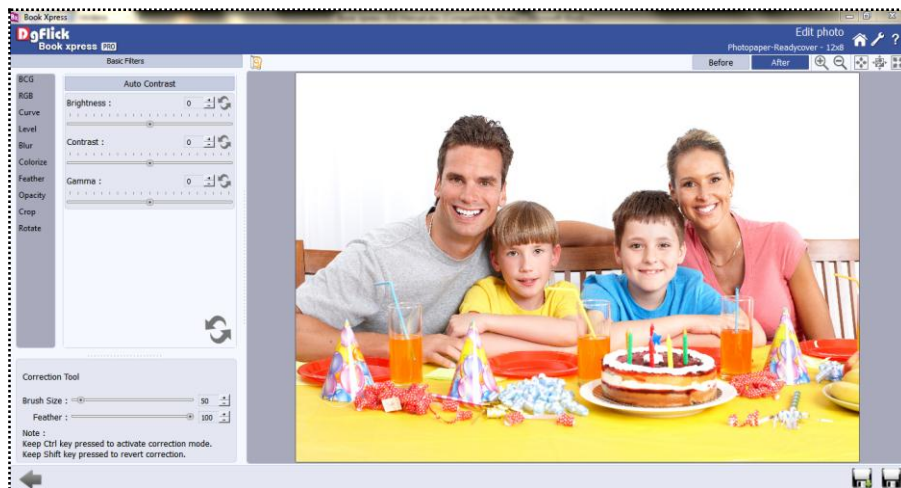 Book Xpress
DgFlick
Book xpress PRO
Edit photo
Photopaper-Readycover - 12x8
?
Basic Filters
Before
After
BCG
RGB
Curve
Level
Blur
Colorize
Feather
Opacity
Crop
Rotate
Auto Contrast
Brightness : 0
Contrast : 0
Gamma : 0
Correction Tool
Brush Size : 50
Feather : 100
Note :
Keep Ctrl key pressed to activate correction mode.
Keep Shift key pressed to revert correction.